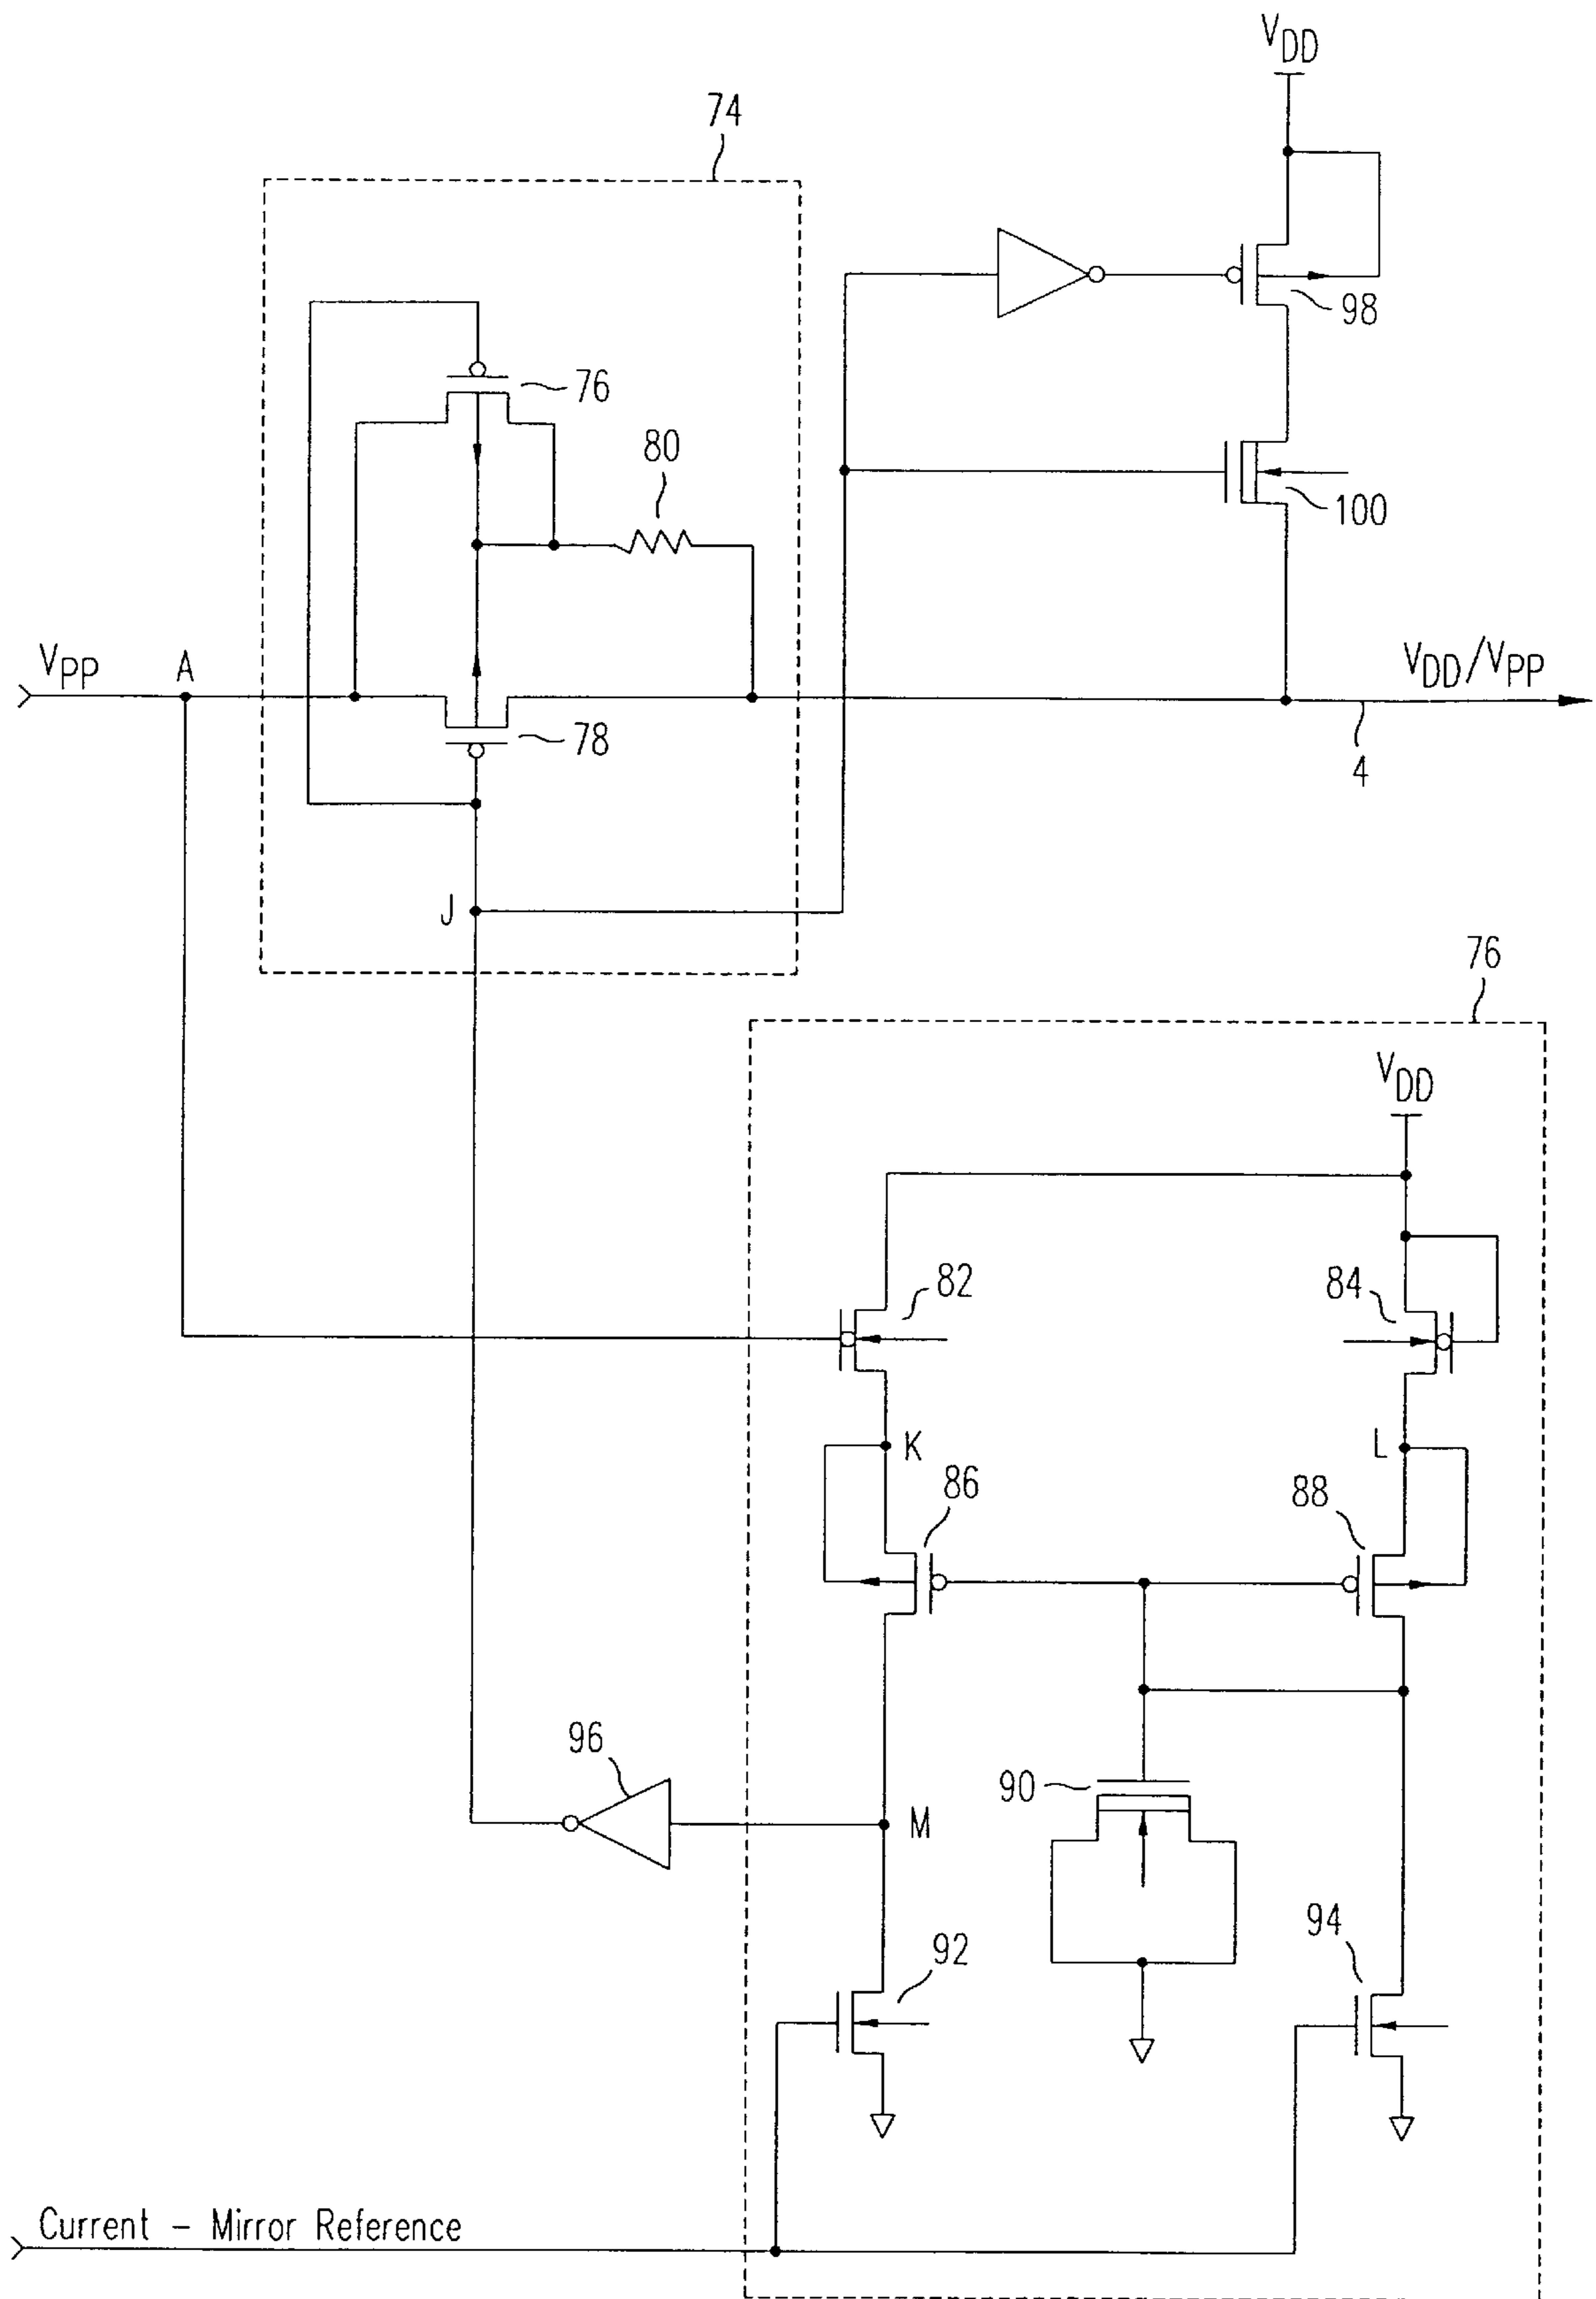 VDD
74
98
76
80
100
VPP
A
VDD/VPP
78
4
J
76
VDD
82
84
K
L
86
88
96
90
M
94
92
Current - Mirror Reference